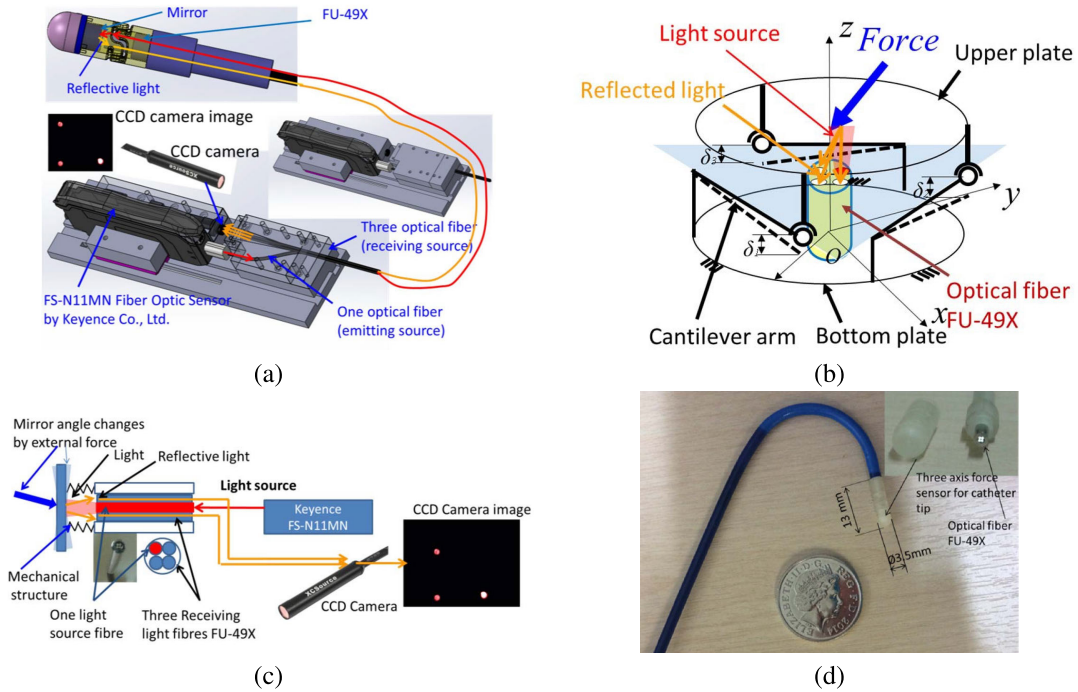 Mirror
FU-49X
Reflective light
CCD camera image
CCD camera
XCSource
Three optical fiber
(receiving source)
FS-N11MN Fiber Optic Sensor
by Keyence Co., Ltd.
One optical fiber
(emitting source)
(a)
Light source
z
Force
Upper plate
Reflected light
δ3
δ2
y
δ1
O
Optical fiber
FU-49X
x
Cantilever arm
Bottom plate
(b)
Mirror angle changes
by external force
Light
Reflective light
Light source
Keyence
FS-N11MN
CCD Camera image
Mechanical
structure
XCSource
CCD Camera
One light
source fibre
Three Receiving
light fibres FU-49X
(c)
Three axis force
sensor for catheter
tip
Optical fiber
FU-49X
13 mm
Ø3.5mm
ELIZABETH·II·D·G REG·F·D·2014
(d)